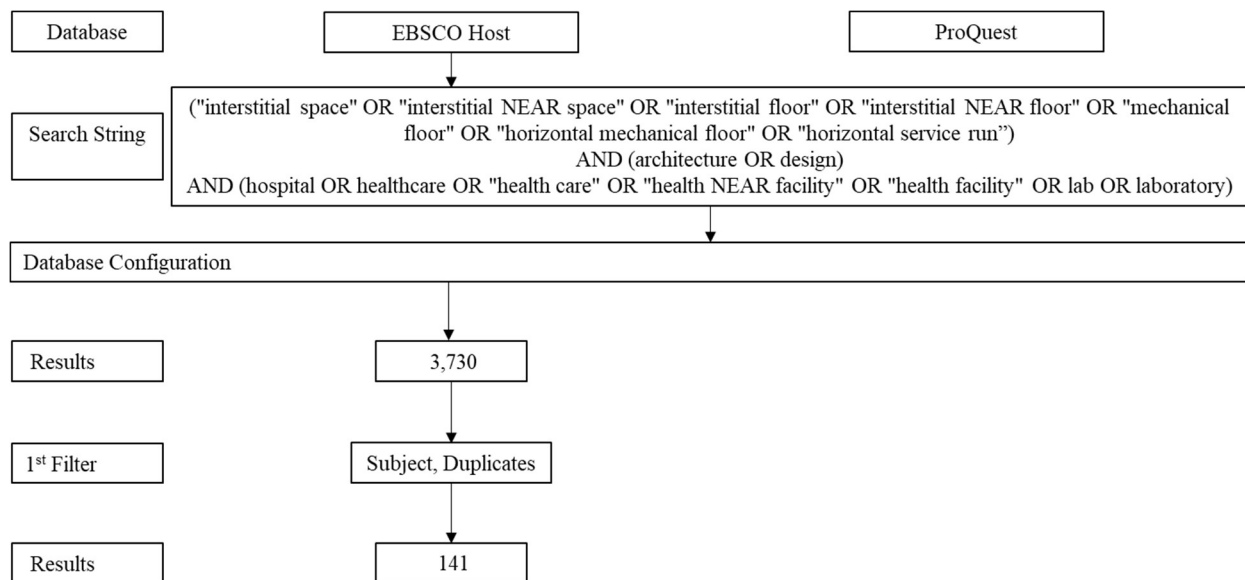 Database
EBSCO Host
ProQuest
Search String
("interstitial space" OR "interstitial NEAR space" OR "interstitial floor" OR "interstitial NEAR floor" OR "mechanical
floor" OR "horizontal mechanical floor" OR "horizontal service run”)
AND (architecture OR design)
AND (hospital OR healthcare OR "health care" OR "health NEAR facility" OR "health facility" OR lab OR laboratory)
Database Configuration
Results
3,730
1st Filter
Subject, Duplicates
Results
141